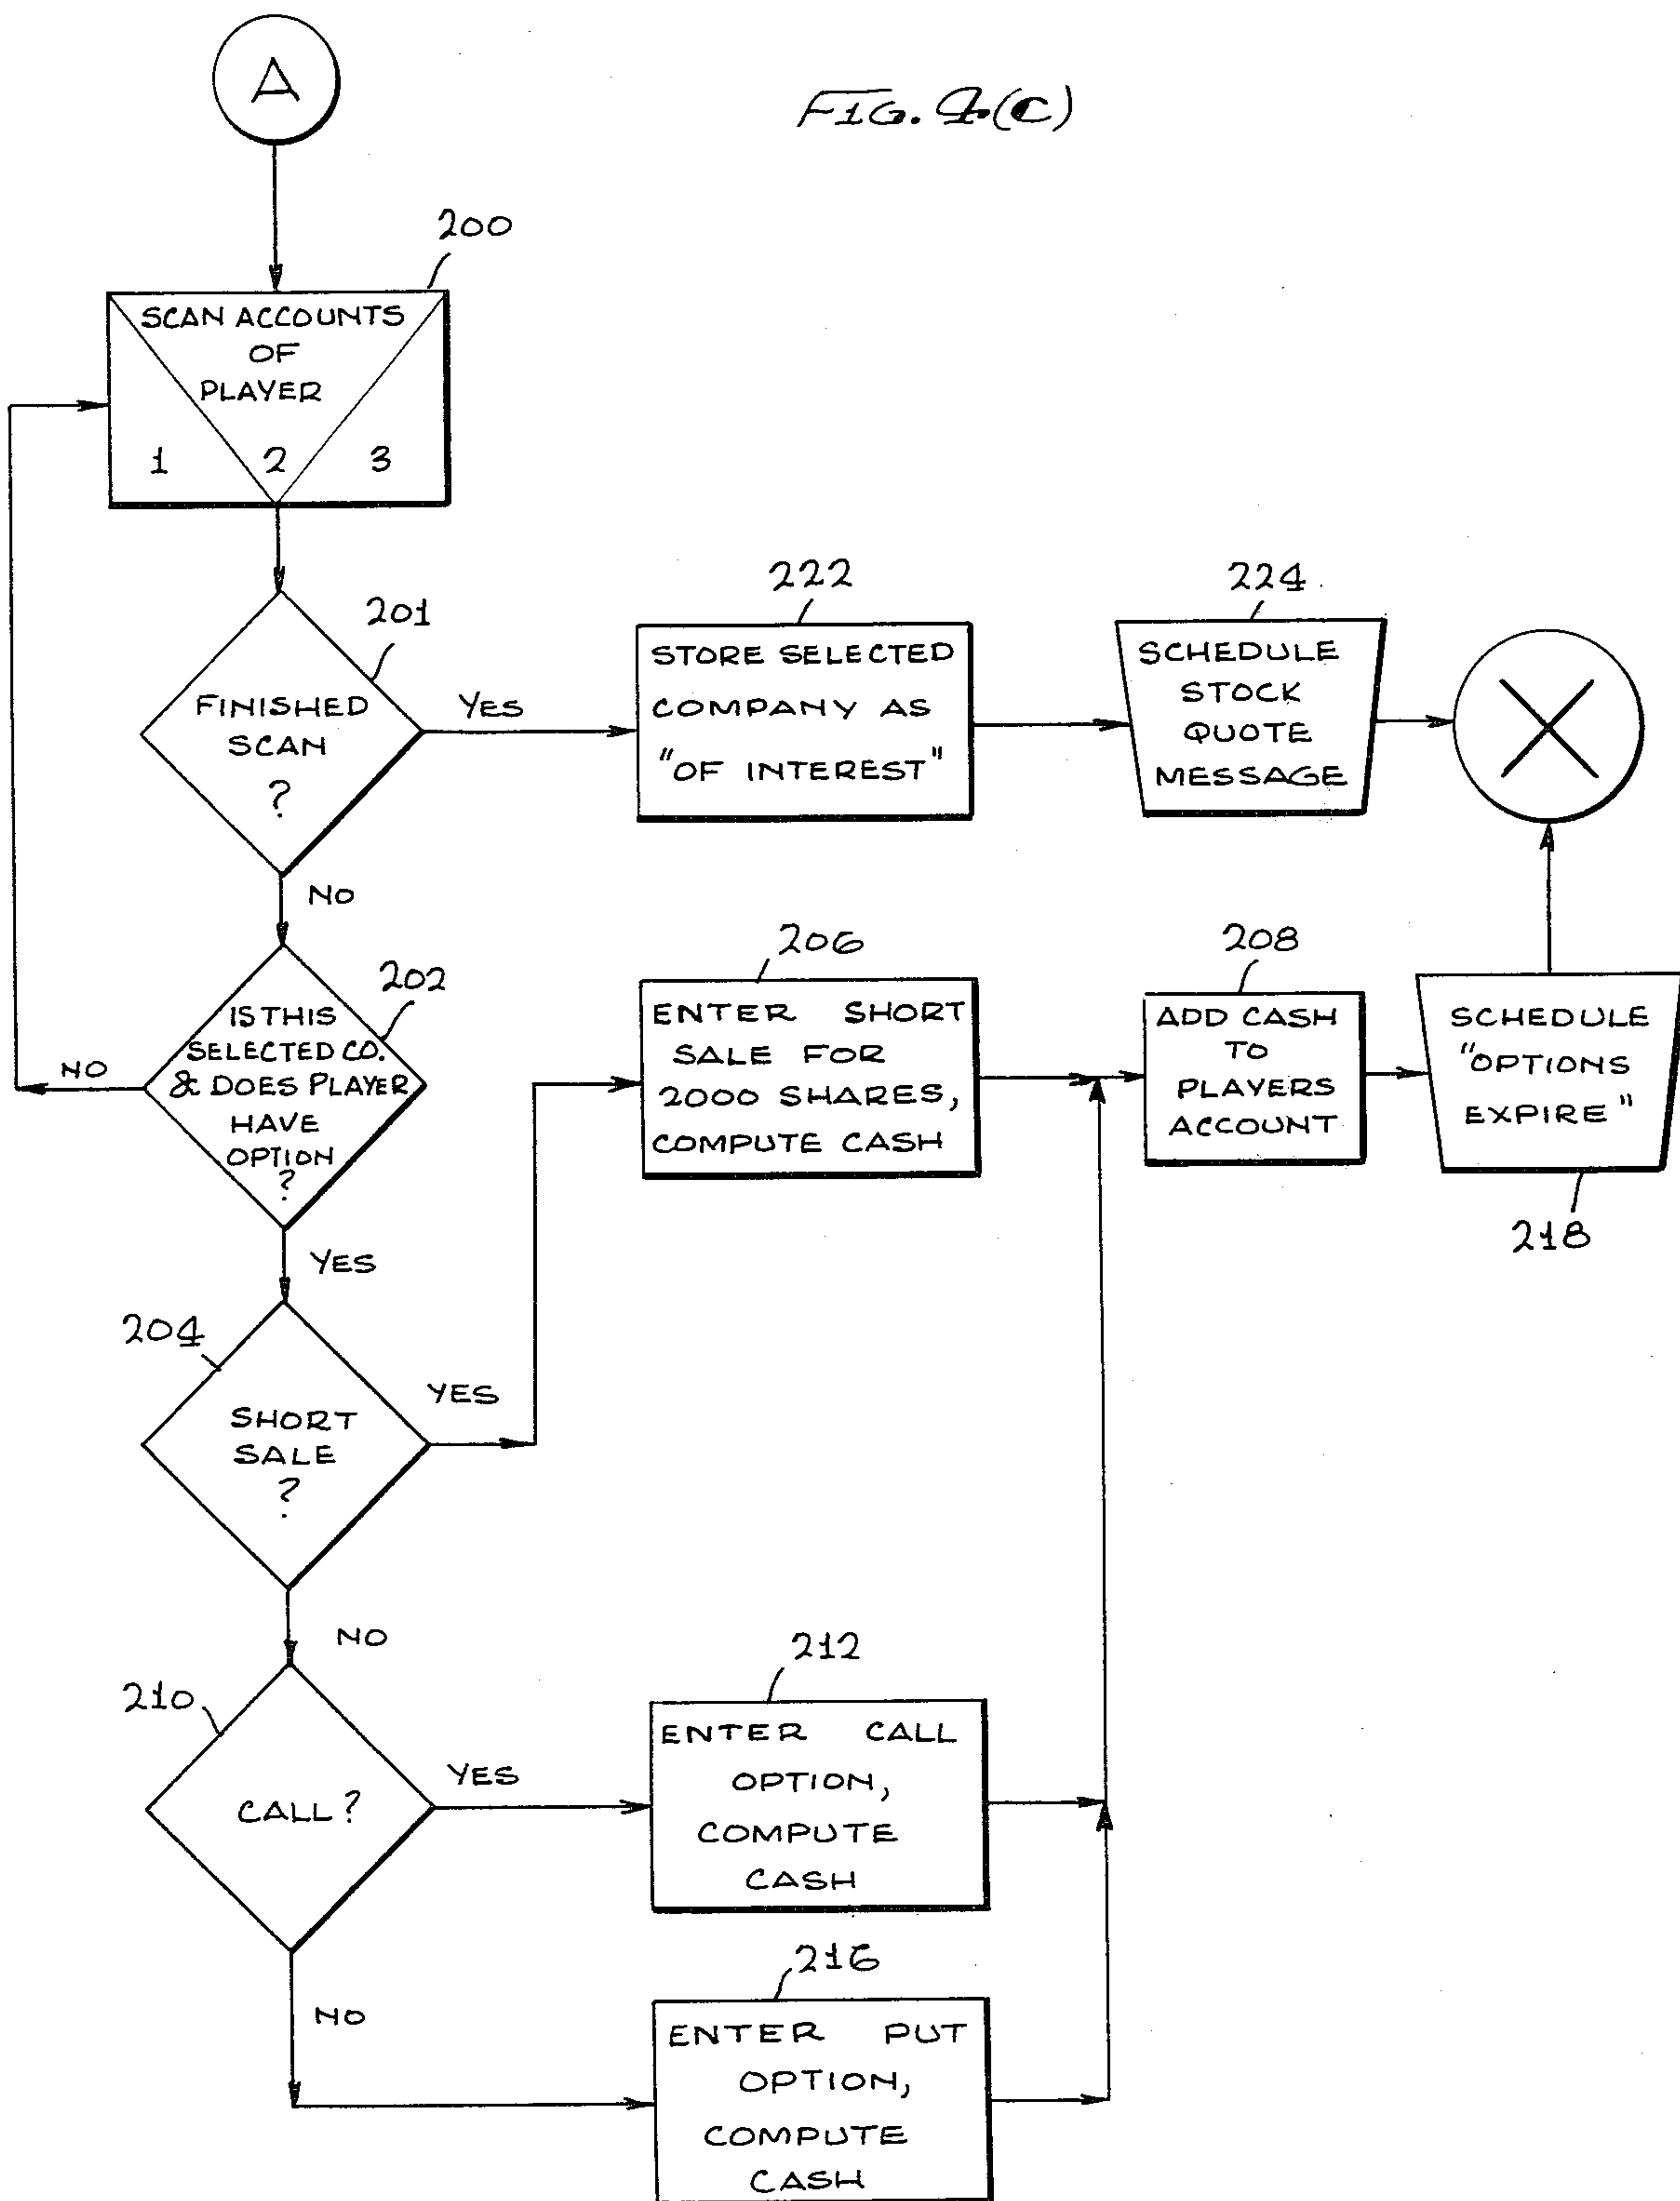 A
FIG. 9.(C)
200
SCAN ACCOUNTS
OF
PLAYER
1 2 3
201
FINISHED
SCAN
?
YES
222
STORE SELECTED
COMPANY AS
"OF INTEREST"
224
SCHEDULE
STOCK
QUOTE
MESSAGE
X
NO
202
IS THIS
SELECTED CO.
& DOES PLAYER
HAVE
OPTION
?
NO
206
ENTER SHORT
SALE FOR
2000 SHARES,
COMPUTE CASH
208
ADD CASH
TO
PLAYERS
ACCOUNT
SCHEDULE
"OPTIONS
EXPIRE"
218
YES
204
SHORT
SALE
?
YES
NO
210
CALL?
YES
212
ENTER CALL
OPTION,
COMPUTE
CASH
NO
216
ENTER PUT
OPTION,
COMPUTE
CASH